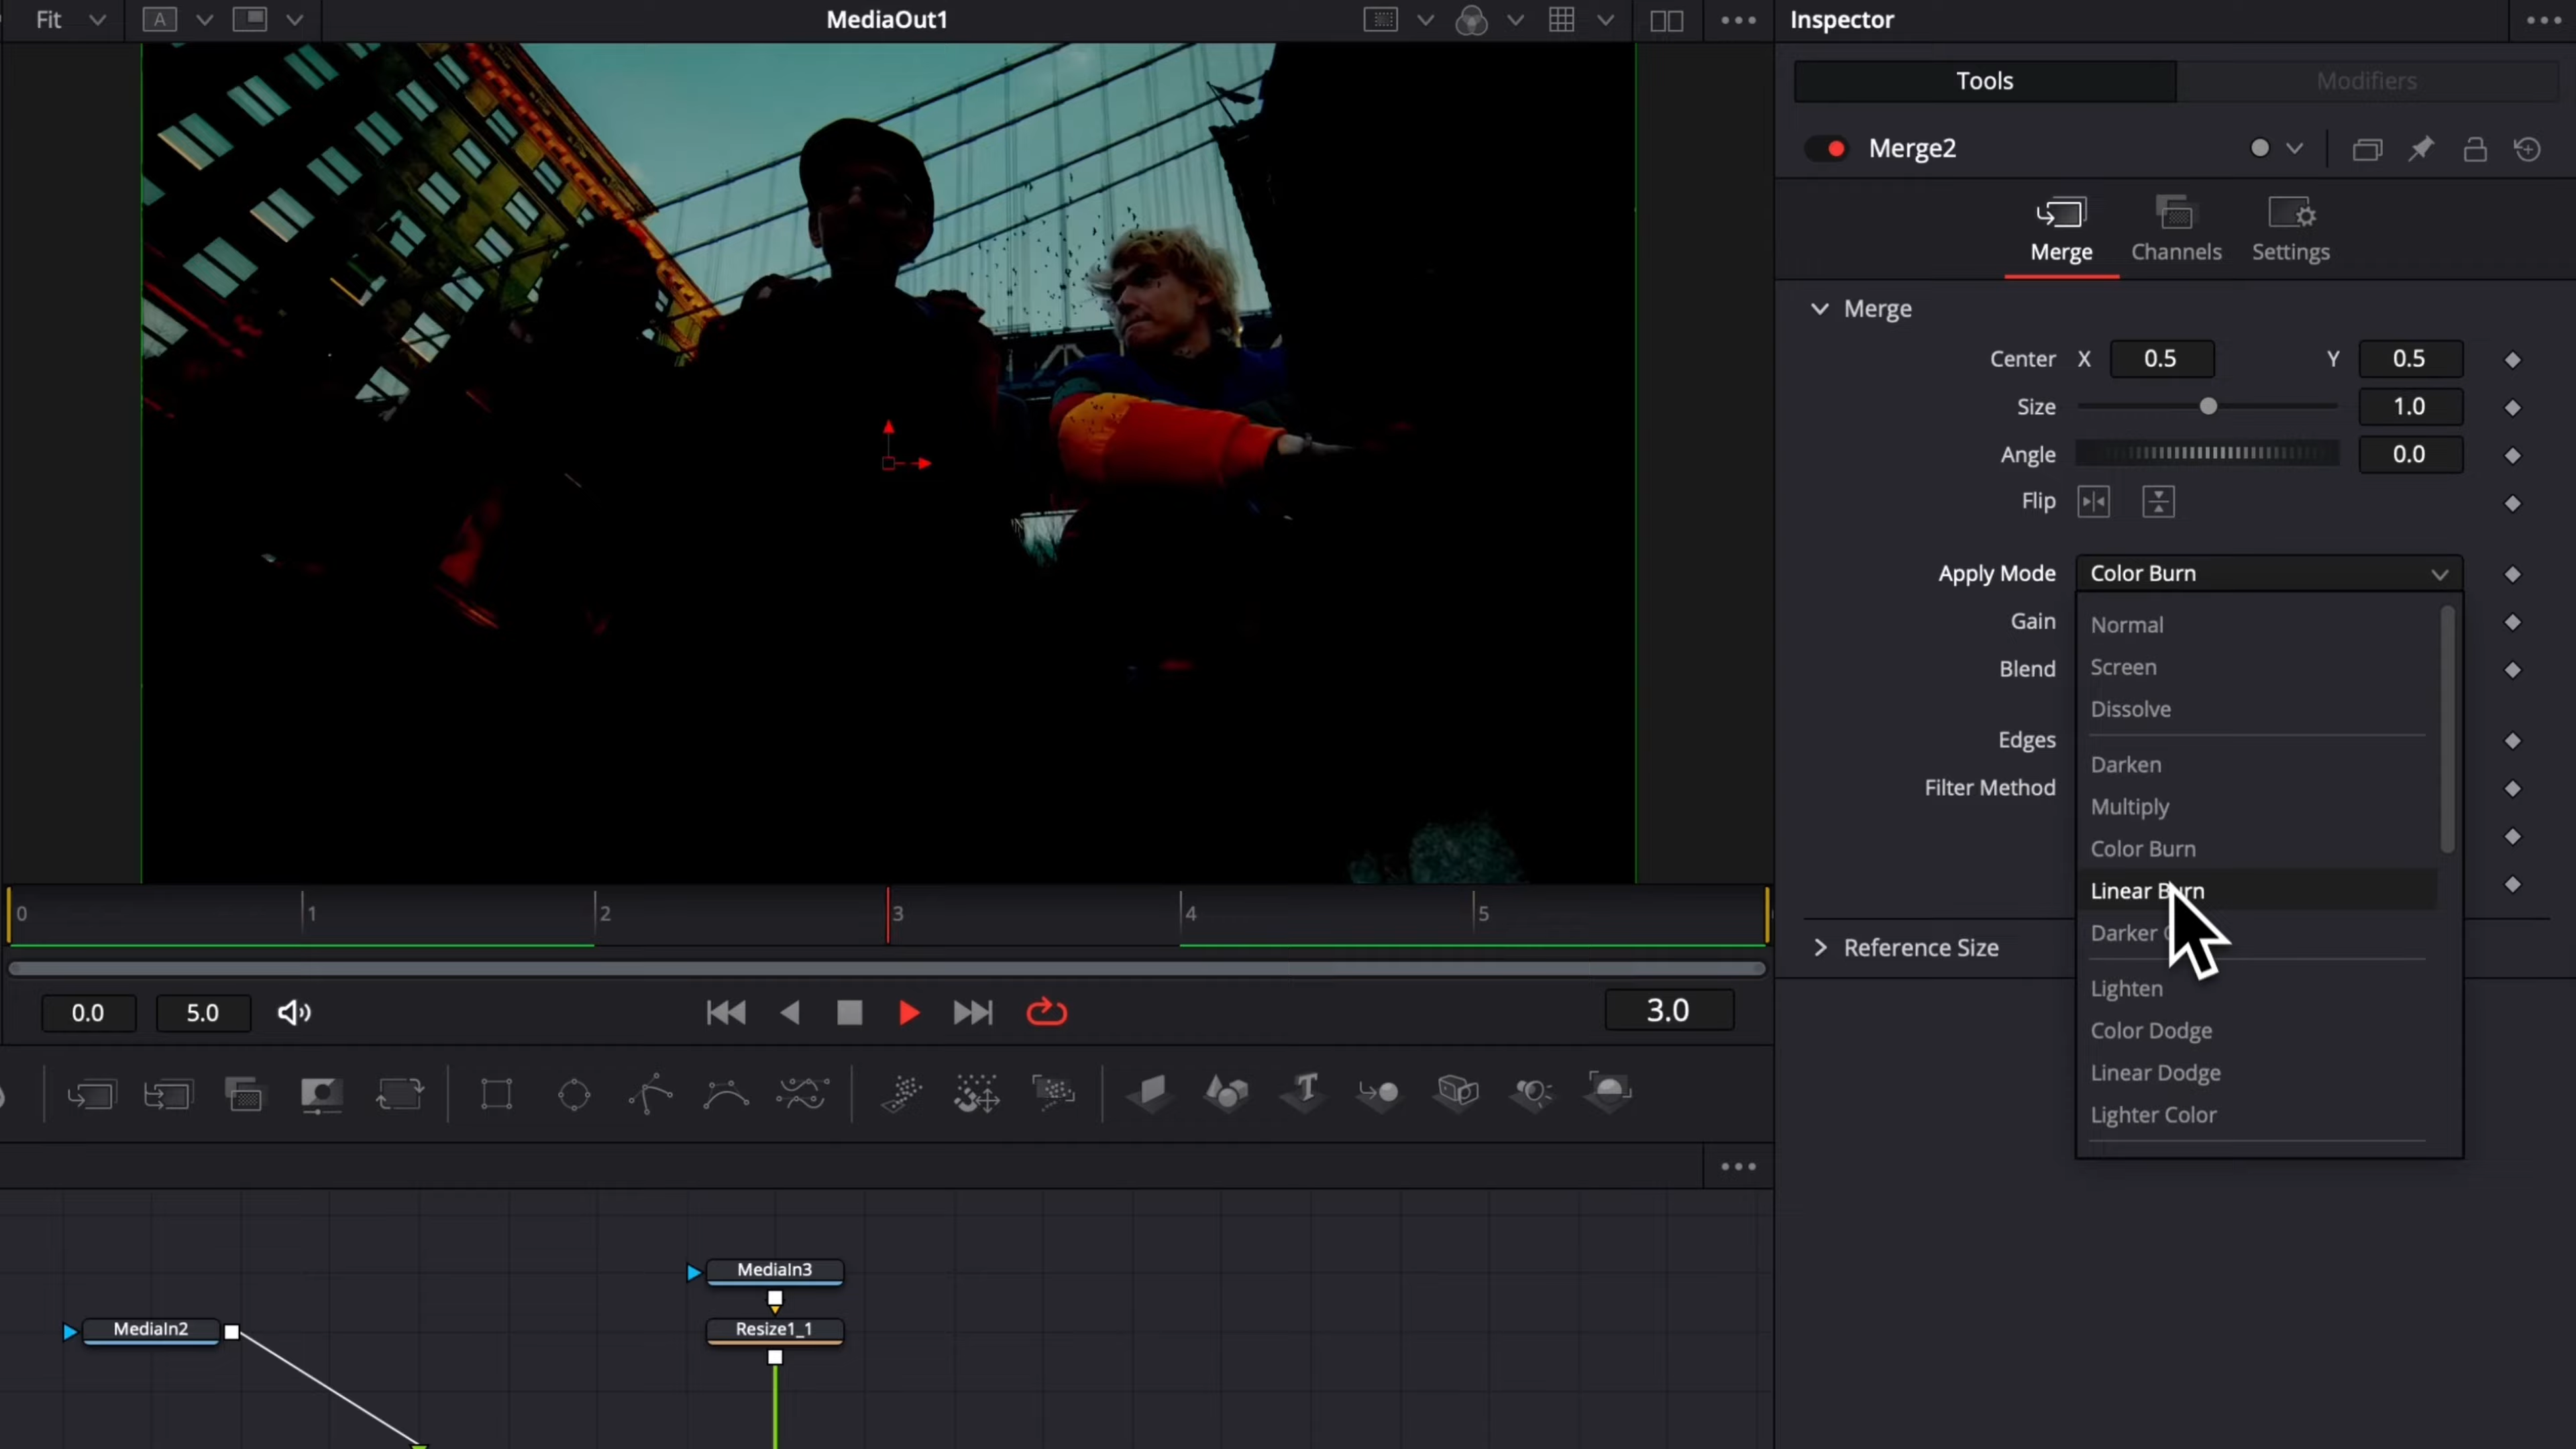 Fit
A
MediaOut1
Inspector
Tools
Modifiers
Merge2
Merge
Channels
Settings
Merge
Center X 0.5 Y 0.5
Size 1.0
Angle 0.0
Flip
Apply Mode Color Burn
Gain
Blend
Edges
Filter Method
Normal
Screen
Dissolve
Darken
Multiply
Color Burn
Linear Burn
Darker
Lighten
Color Dodge
Linear Dodge
Lighter Color
Reference Size
0 1 2 3 4 5
0.0 5.0 3.0
T
MediaIn3
MediaIn2
Resize1_1